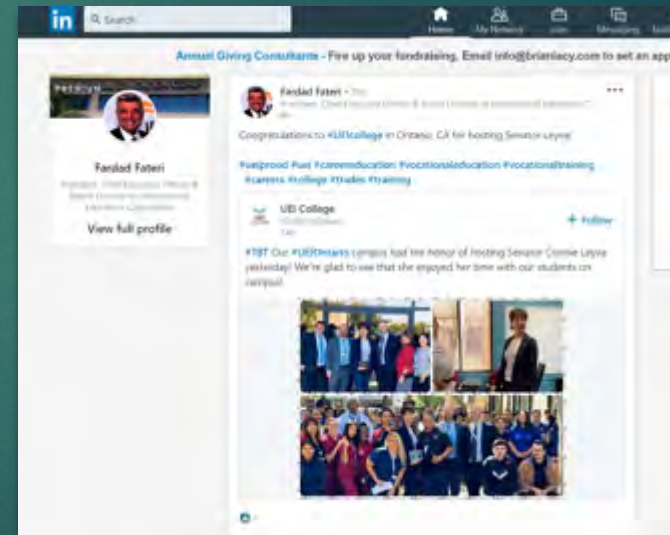 in Search
Home My Network Jobs Messaging
Annual Giving Consultants - Fire up your fundraising. Email info@brianlacy.com to set an app
PREMIUM
Fardad Fateri
View full profile
Fardad Fateri
Congratulations to #UEIcollege in Ontario, CA for hosting Senator Leyva!
#ueiproud #uei #careereducation #vocationaleducation #vocationaltraining
#careers #college #trades #training
UEI College
+ Follow
#TBT Our #UEIOntario campus had the honor of hosting Senator Connie Leyva
yesterday! We're glad to see that she enjoyed her time with our students on
campus!